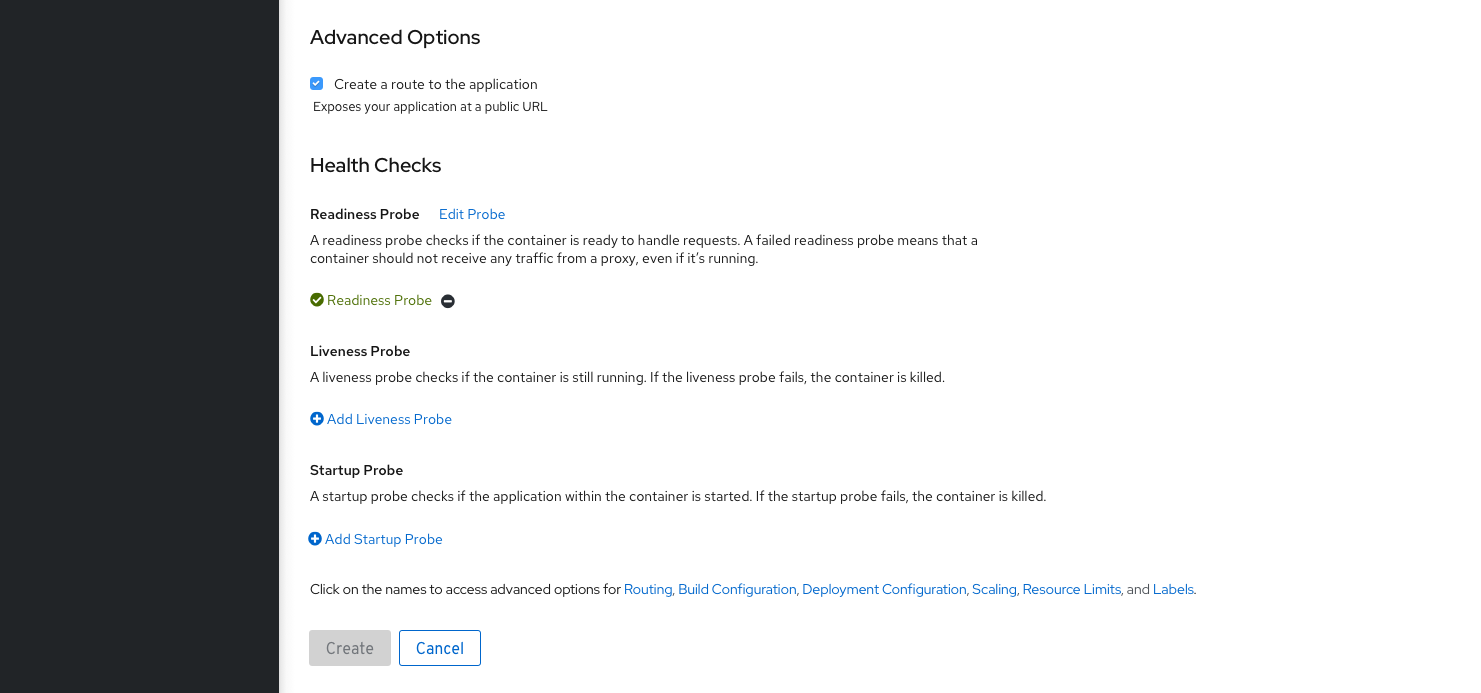 Advanced Options
Create a route to the application
Exposes your application at a public URL
Health Checks
Readiness Probe Edit Probe
A readiness probe checks if the container is ready to handle requests. A failed readiness probe means that a
container should not receive any traffic from a proxy, even if it’s running.
Readiness Probe
Liveness Probe
A liveness probe checks if the container is still running. If the liveness probe fails, the container is killed.
Add Liveness Probe
Startup Probe
A startup probe checks if the application within the container is started. If the startup probe fails, the container is killed.
Add Startup Probe
Click on the names to access advanced options for Routing, Build Configuration, Deployment Configuration, Scaling, Resource Limits, and Labels.
Create Cancel